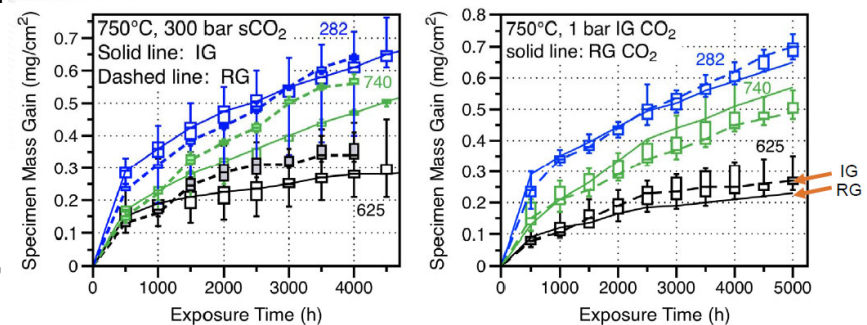 750°C, 300 bar sCO2
Solid line: IG
Dashed line: RG
282
740
625
Specimen Mass Gain (mg/cm²)
0.7
0.6
0.5
0.4
0.3
0.2
0.1
0
0 1000 2000 3000 4000
Exposure Time (h)
750°C, 1 bar IG CO2
solid line: RG CO2
282
740
625
IG
RG
Specimen Mass Gain (mg/cm²)
0.8
0.7
0.6
0.5
0.4
0.3
0.2
0.1
0
0 1000 2000 3000 4000 5000
Exposure Time (h)